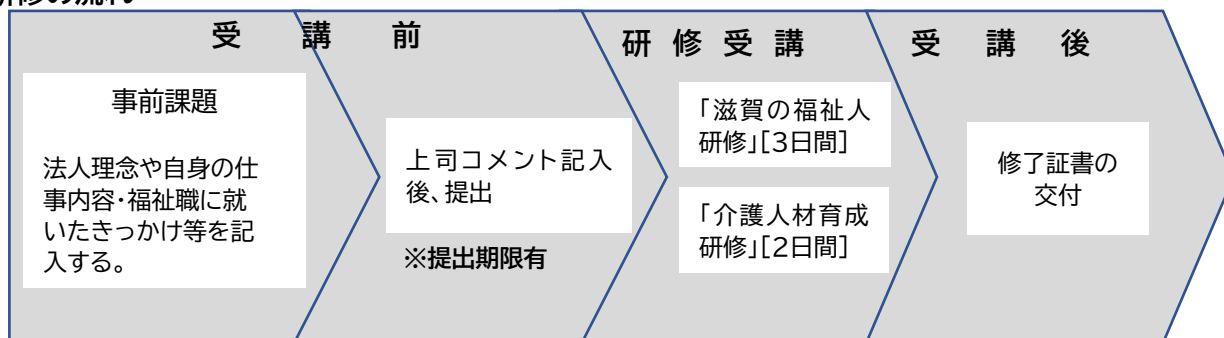 研修の流れ
受講前
事前課題
法人理念や自身の仕
事内容・福祉職に就
いたきっかけ等を記
入する。
上司コメント記入
後、提出
※提出期限有
研修受講
「滋賀の福祉人
研修」[3日間]
「介護人材育成
研修」[2日間]
受講後
修了証書の
交付